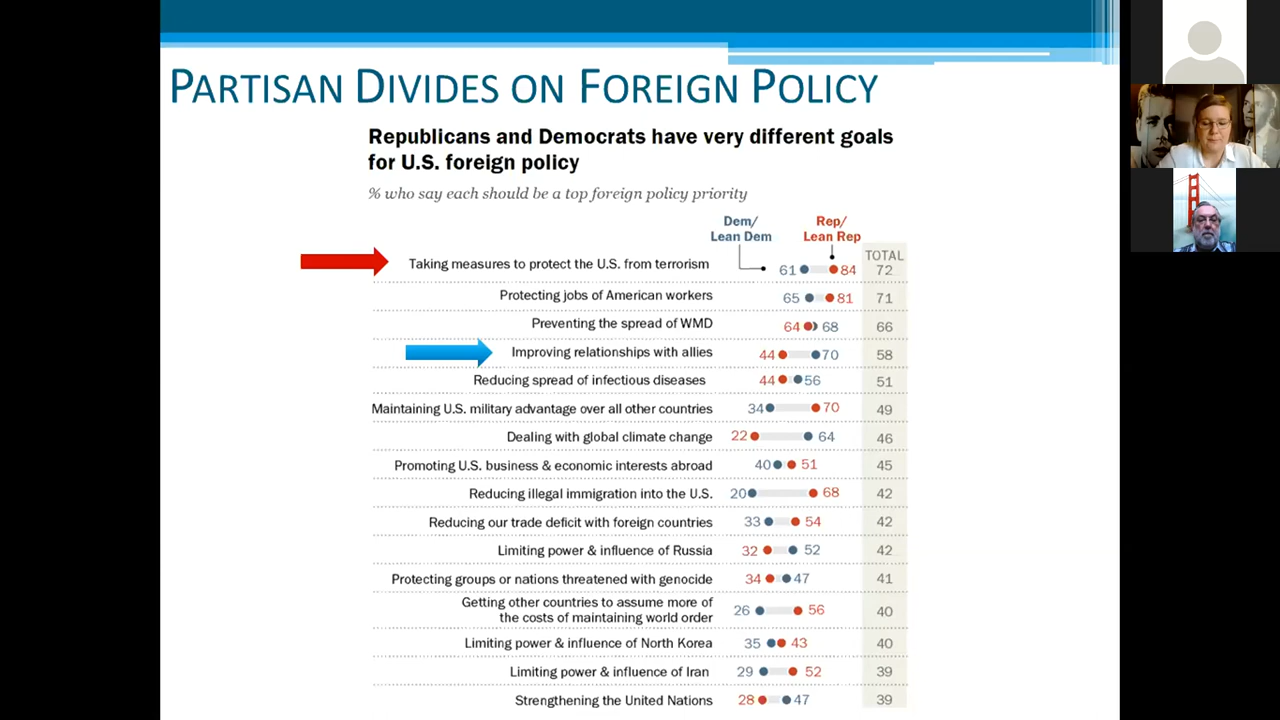 PARTISAN DIVIDES ON FOREIGN POLICY
Republicans and Democrats have very different goals
for U.S. foreign policy
% who say each should be a top foreign policy priority
Dem/
Lean Dem
Rep/
Lean Rep
TOTAL
Taking measures to protect the U.S. from terrorism 61 84 72
Protecting jobs of American workers 65 81 71
Preventing the spread of WMD 64 68 66
Improving relationships with allies 44 70 58
Reducing spread of infectious diseases 44 56 51
Maintaining U.S. military advantage over all other countries 34 70 49
Dealing with global climate change 22 64 46
Promoting U.S. business & economic interests abroad 40 51 45
Reducing illegal immigration into the U.S. 20 68 42
Reducing our trade deficit with foreign countries 33 54 42
Limiting power & influence of Russia 32 52 42
Protecting groups or nations threatened with genocide 34 47 41
Getting other countries to assume more of
the costs of maintaining world order 26 56 40
Limiting power & influence of North Korea 35 43 40
Limiting power & influence of Iran 29 52 39
Strengthening the United Nations 28 47 39